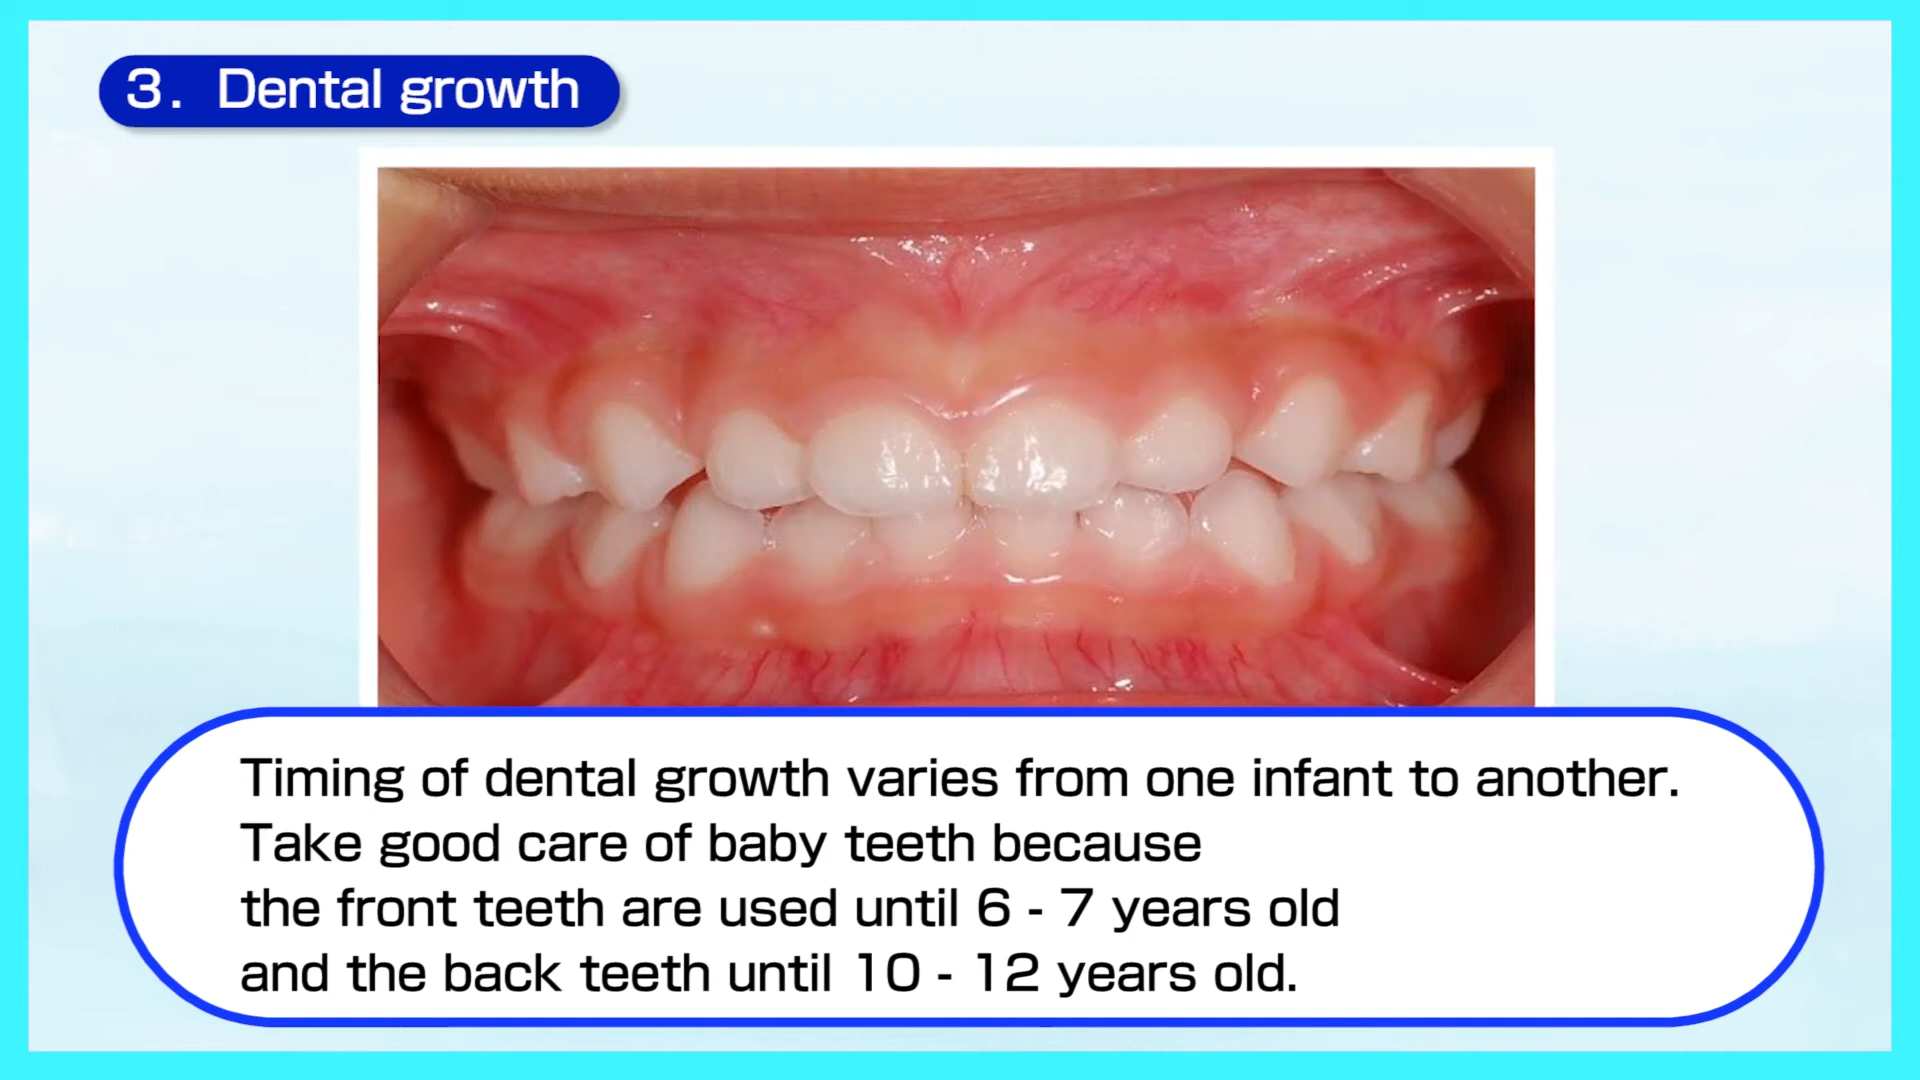 3. Dental growth
Timing of dental growth varies from one infant to another.
Take good care of baby teeth because
the front teeth are used until 6 - 7 years old
and the back teeth until 10 - 12 years old.